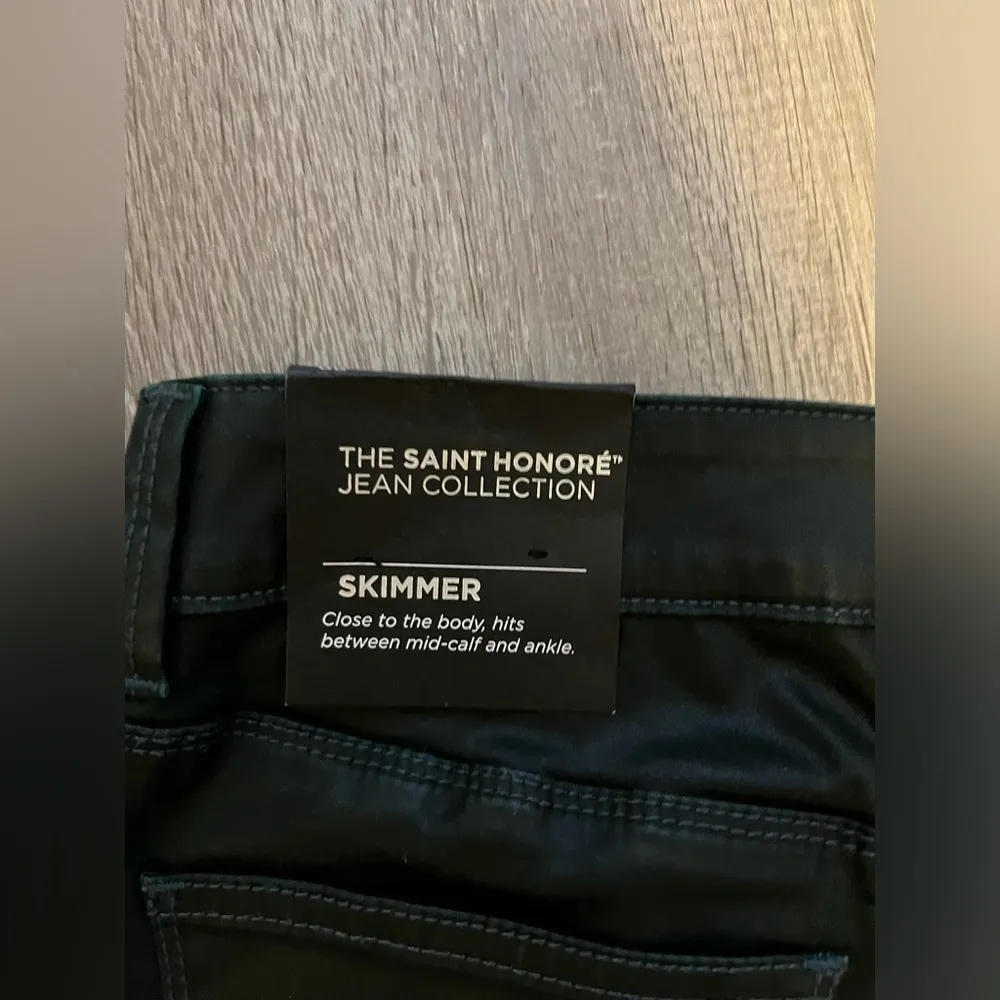 THE SAINT HONORÉ™
JEAN COLLECTION
SKIMMER
Close to the body, hits
between mid-calf and ankle.